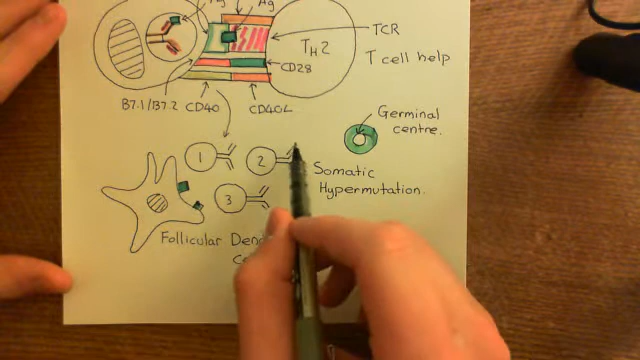 Ag
Ag
TCR
TH2
T cell help
CD28
B7.1/B7.2 CD40 CD40L
Germinal
centre.
1
2
Somatic
Hypermutation.
3
Follicular